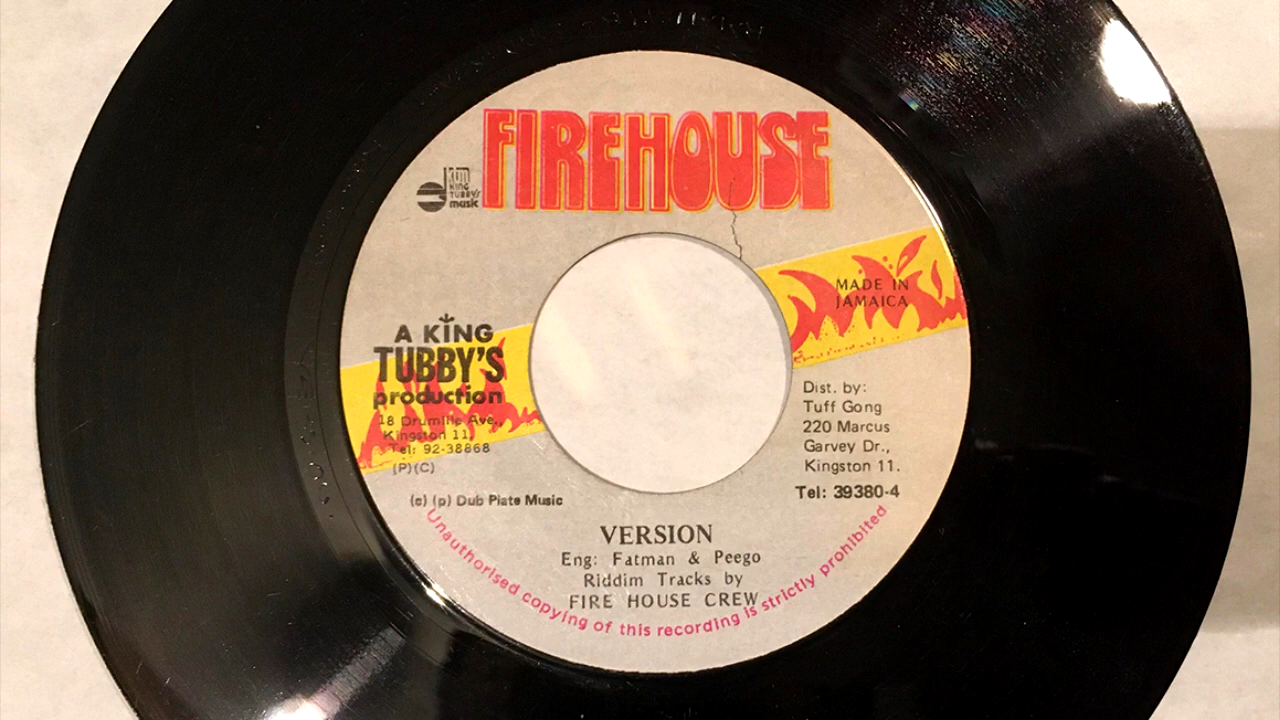 FIREHOUSE
KING
TUBBY'S
music
MADE IN
JAMAICA
A KING
TUBBY'S
production
18 Drumille Ave.,
Kingston 11,
Tel: 92-38868
(P)(C)
Dist. by:
Tuff Gong
220 Marcus
Garvey Dr.,
Kingston 11.
Tel: 39380-4
(c) (p) Dub Plate Music
VERSION
Eng: Fatman & Peego
Riddim Tracks by
FIRE HOUSE CREW
Unauthorised copying of this recording is strictly prohibited